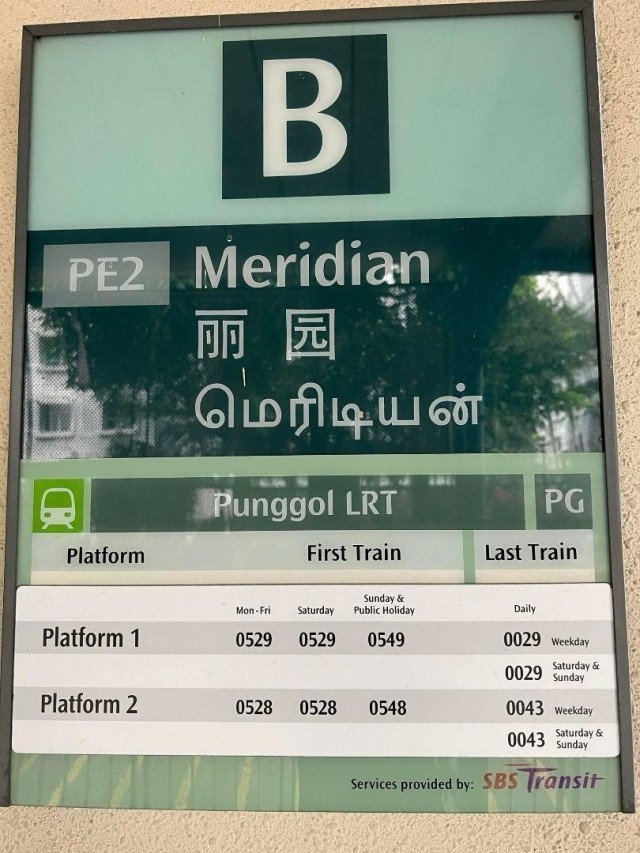 B
PE2 Meridian
丽园
மெரிடியன்
Punggol LRT PG
Platform First Train Last Train
Mon - Fri Saturday Sunday & Public Holiday Daily
Platform 1 0529 0529 0549 0029 Weekday
0029 Saturday & Sunday
Platform 2 0528 0528 0548 0043 Weekday
0043 Saturday & Sunday
Services provided by: SBS Transit